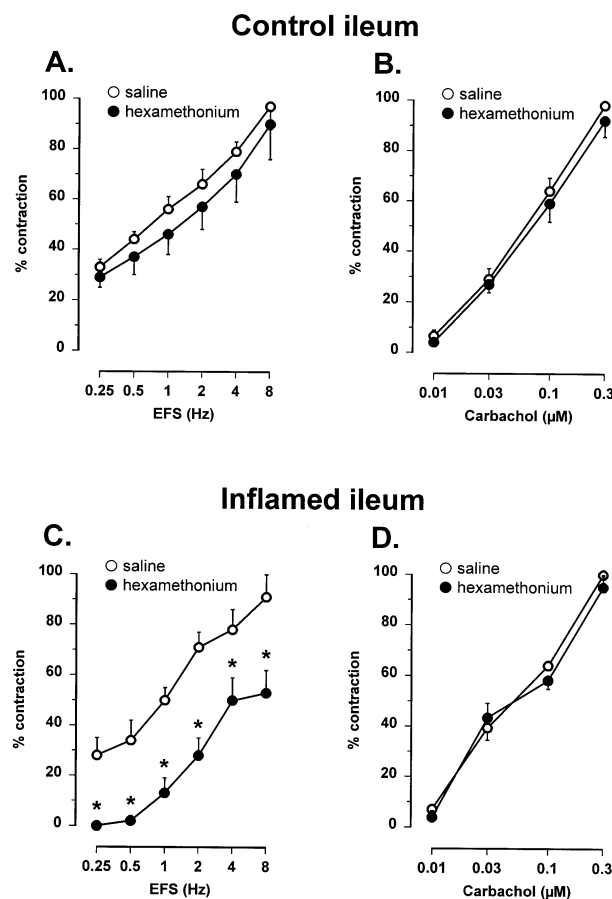 Control ileum
A.
saline
hexamethonium
% contraction
100
80
60
40
20
0
0.25 0.5 1 2 4 8
EFS (Hz)
B.
saline
hexamethonium
% contraction
100
80
60
40
20
0
0.01 0.03 0.1 0.3
Carbachol (µM)
Inflamed ileum
C.
saline
hexamethonium
% contraction
100
80
60
40
20
0
* * * * * *
0.25 0.5 1 2 4 8
EFS (Hz)
D.
saline
hexamethonium
% contraction
100
80
60
40
20
0
0.01 0.03 0.1 0.3
Carbachol (µM)